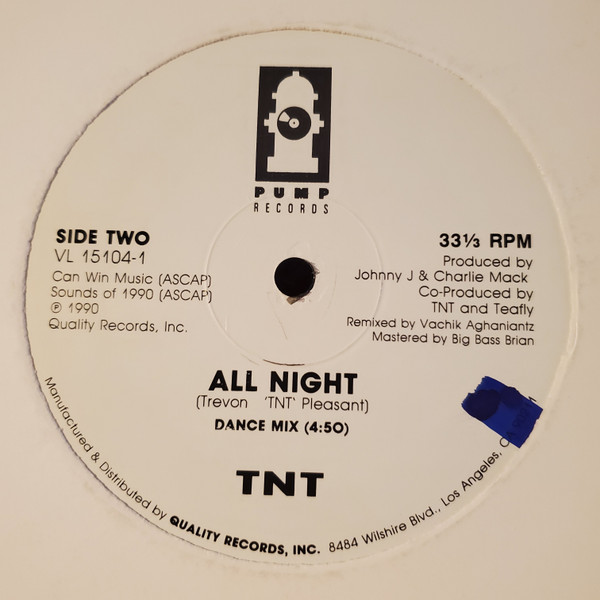 PUMP
RECORDS
SIDE TWO
VL 15104-1
Can Win Music (ASCAP)
Sounds of 1990 (ASCAP)
℗ 1990
Quality Records, Inc.
33⅓ RPM
Produced by
Johnny J & Charlie Mack
Co-Produced by
TNT and Teafly
Remixed by Vachik Aghaniantz
Mastered by Big Bass Brian
ALL NIGHT
(Trevon 'TNT' Pleasant)
DANCE MIX (4:50)
TNT
Manufactured & Distributed by QUALITY RECORDS, INC. 8484 Wilshire Blvd., Los Angeles,